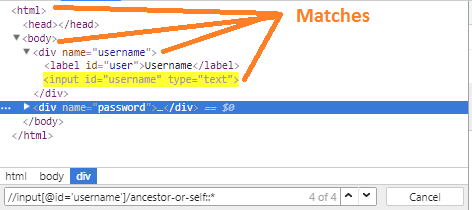 <html>
Matches
<head></head>
<body>
<div name="username">
<label id="user">Username</label>
<input id="username" type="text">
</div>
... <div name="password">…</div> == $0
</body>
</html>
html body div
//input[@id='username']/ancestor-or-self::* 4 of 4 Cancel